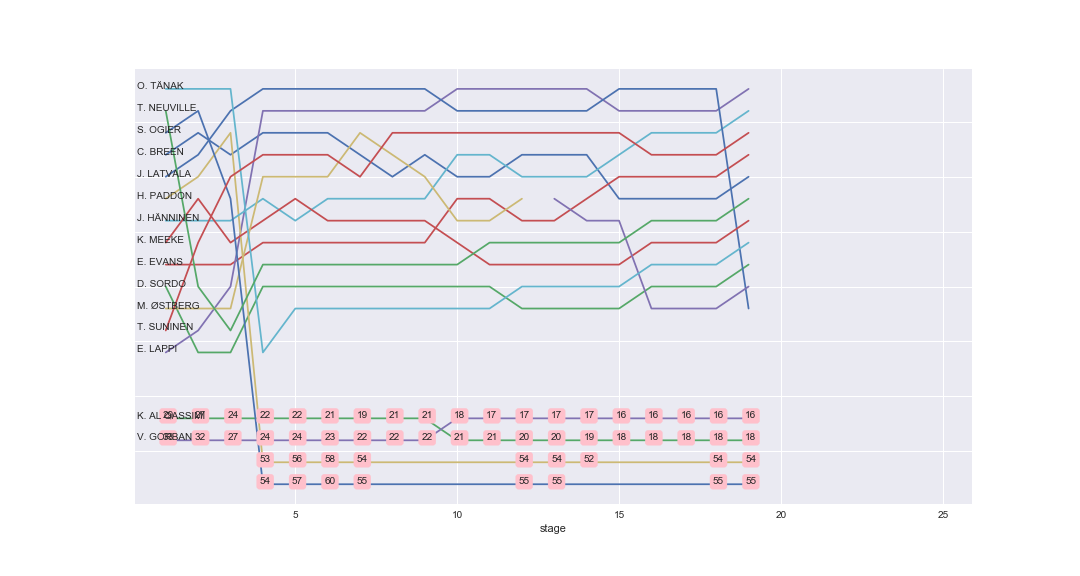 O. TÄNAK
T. NEUVILLE
S. OGIER
C. BREEN
J. LATVALA
H. PADDON
J. HÄNNINEN
K. MEEKE
E. EVANS
D. SORDO
M. ØSTBERG
T. SUNINEN
E. LAPPI
K. AL QASSIMI 24 22 22 21 19 21 21 18 17 17 17 17 16 16 16 16 16
V. GORBAN 32 27 24 24 23 22 22 22 21 21 20 20 19 18 18 18 18 18
53 56 58 54 54 54 52 54 54
54 57 60 55 55 55 55 55
5 10 15 20 25
stage